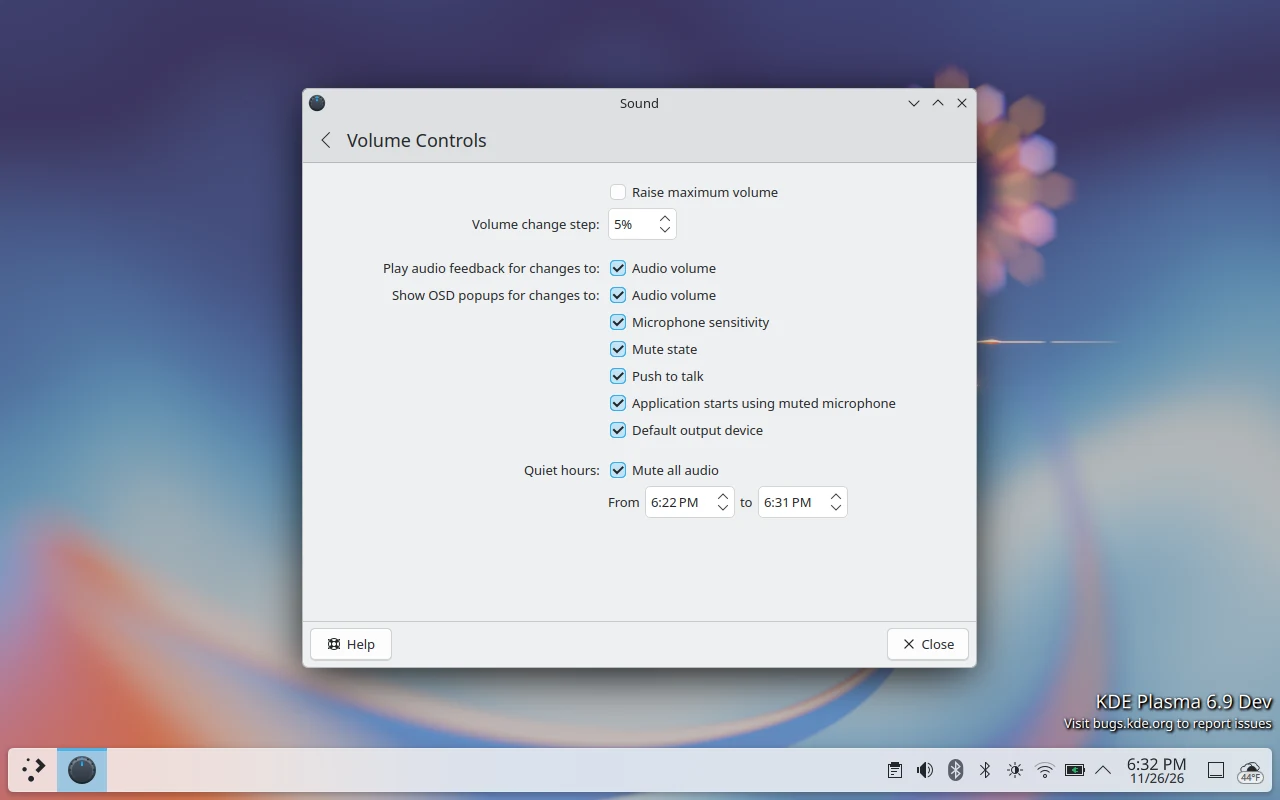 Sound
Volume Controls
Raise maximum volume
Volume change step: 5%
Play audio feedback for changes to: Audio volume
Show OSD popups for changes to: Audio volume
Microphone sensitivity
Mute state
Push to talk
Application starts using muted microphone
Default output device
Quiet hours: Mute all audio
From 6:22 PM to 6:31 PM
Help
Close
KDE Plasma 6.9 Dev
Visit bugs.kde.org to report issues
6:32 PM
11/26/26
44°F